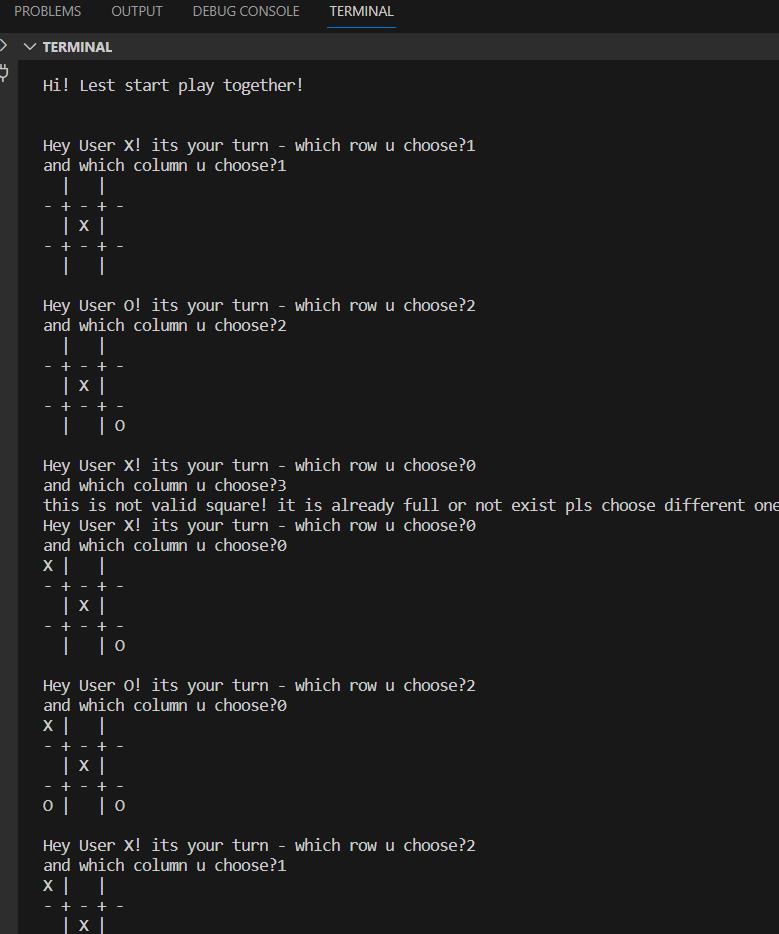 PROBLEMS OUTPUT DEBUG CONSOLE TERMINAL
TERMINAL
Hi! Lest start play together!
Hey User X! its your turn - which row u choose?1
and which column u choose?1
  |   |
- + - + -
  | X |
- + - + -
  |   |
Hey User O! its your turn - which row u choose?2
and which column u choose?2
  |   |
- + - + -
  | X |
- + - + -
  |   | O
Hey User X! its your turn - which row u choose?0
and which column u choose?3
this is not valid square! it is already full or not exist pls choose different one
Hey User X! its your turn - which row u choose?0
and which column u choose?0
X |   |
- + - + -
  | X |
- + - + -
  |   | O
Hey User O! its your turn - which row u choose?2
and which column u choose?0
X |   |
- + - + -
  | X |
- + - + -
O |   | O
Hey User X! its your turn - which row u choose?2
and which column u choose?1
X |   |
- + - + -
  | X |